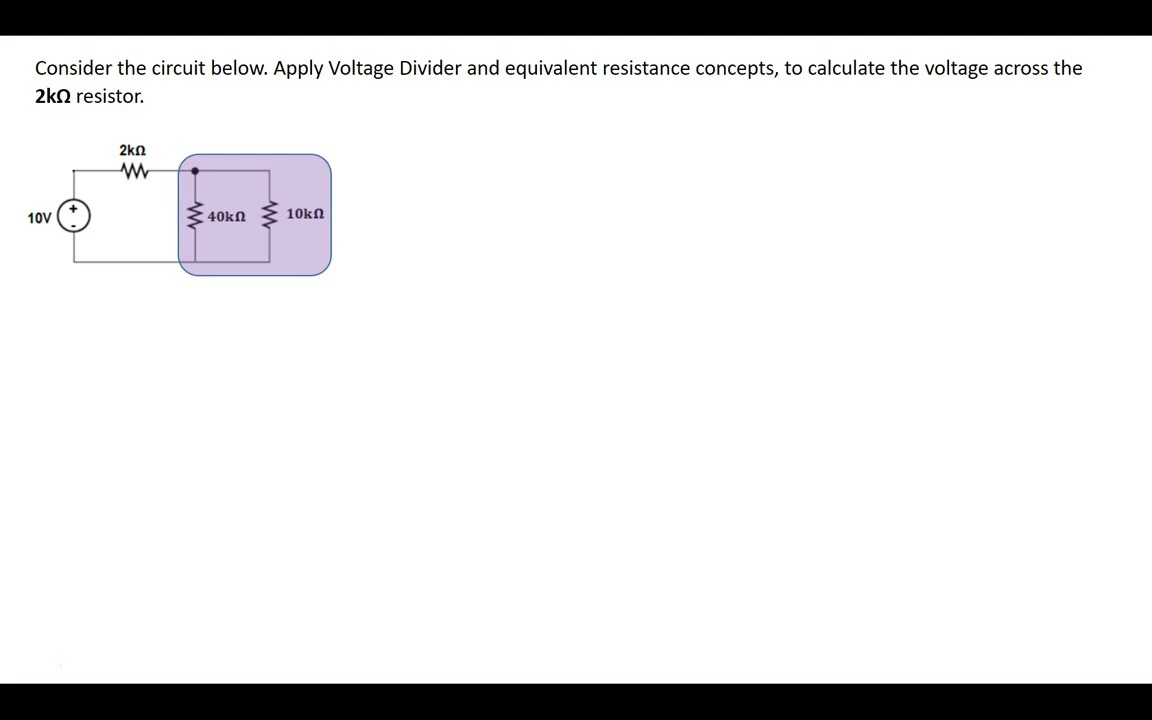 Consider the circuit below. Apply Voltage Divider and equivalent resistance concepts, to calculate the voltage across the
2kΩ resistor.
2kΩ
10V
+
-
40kΩ
10kΩ